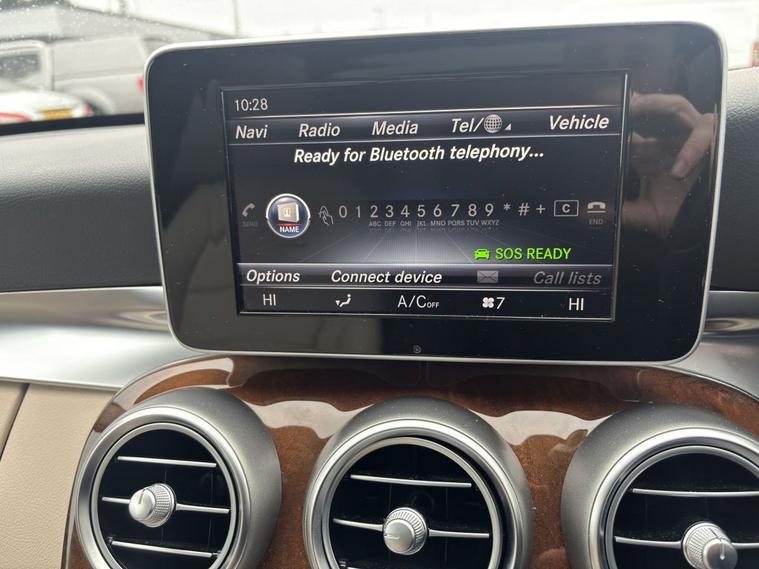 10:28
Navi Radio Media Tel/ Vehicle
Ready for Bluetooth telephony...
SEND NAME 0 1 2 3 4 5 6 7 8 9 * # + C END
ABC DEF GHI JKL MNO PQRS TUV WXYZ
SOS READY
Options Connect device Call lists
HI A/C OFF 7 HI